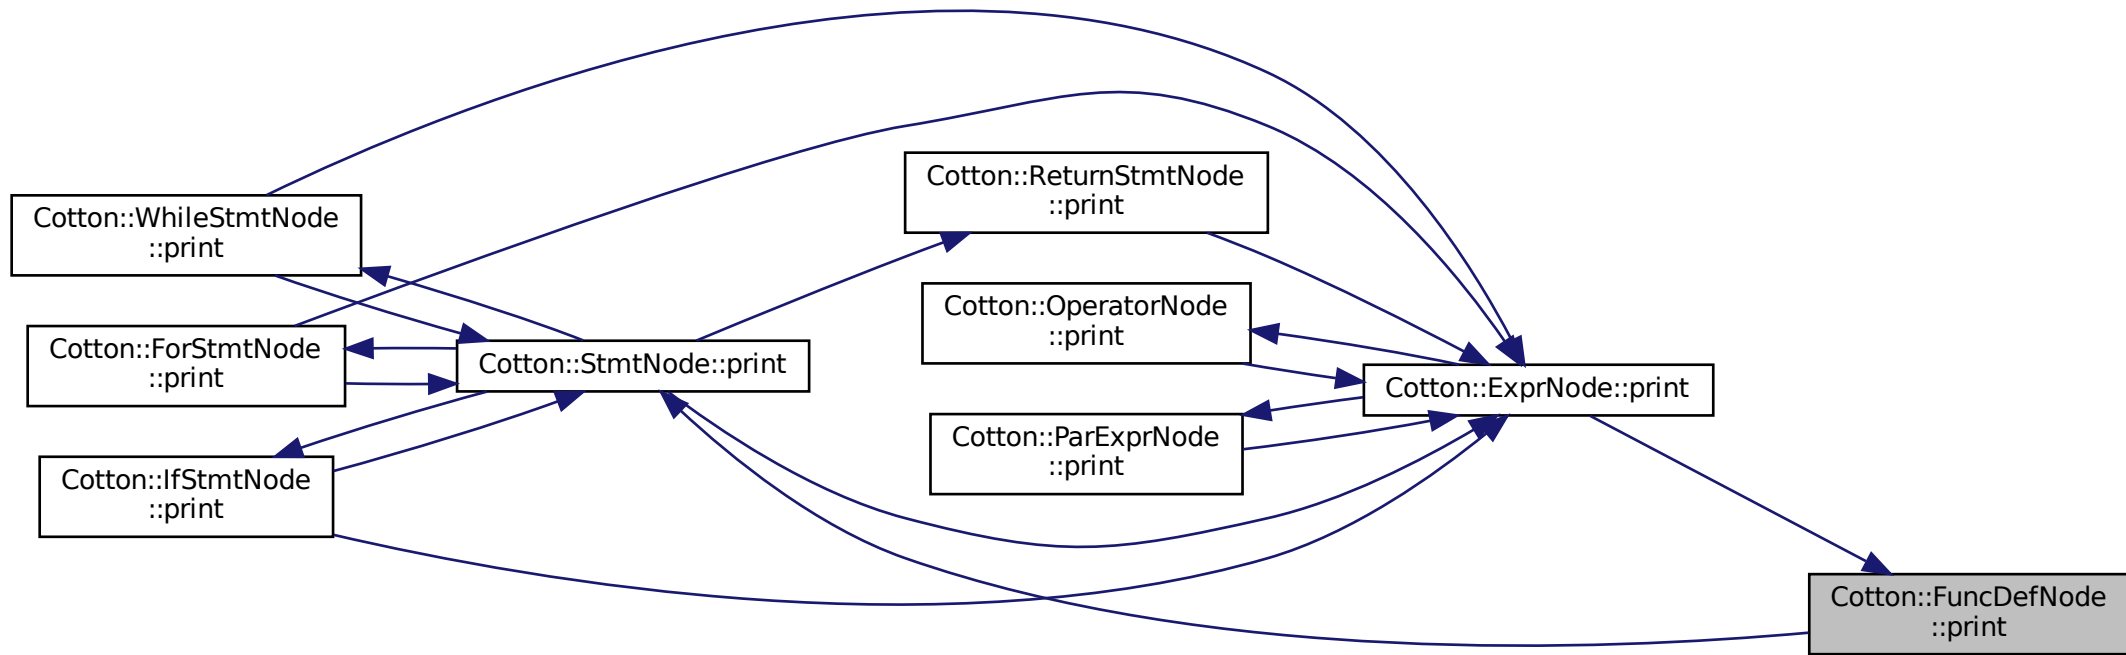 Cotton::WhileStmtNode
::print
Cotton::ForStmtNode
::print
Cotton::IfStmtNode
::print
Cotton::StmtNode::print
Cotton::ReturnStmtNode
::print
Cotton::OperatorNode
::print
Cotton::ParExprNode
::print
Cotton::ExprNode::print
Cotton::FuncDefNode
::print